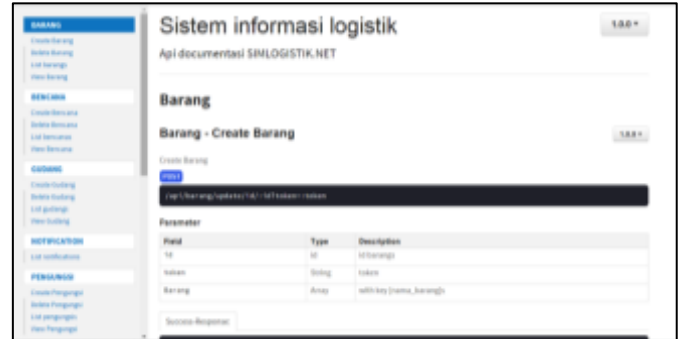 BARANG
Create Barang
Delete Barang
List barangs
View Barang
BENCANA
Create Bencana
Delete Bencana
List bencanas
View Bencana
GUDANG
Create Gudang
Delete Gudang
List gudangs
View Gudang
NOTIFICATION
List notifications
PENGUNGSI
Create Pengungsi
Delete Pengungsi
List pengungsis
View Pengungsi
Sistem informasi logistik
1.0.0
Api documentasi SIMLOGISTIK.NET
Barang
Barang - Create Barang
1.0.0
Create Barang
POST
/api/barang/update/id/:id?token=:token
Parameter
Field Type Description
id id id barangs
token String token
Barang Array with key [nama_barang]s
Success-Response: